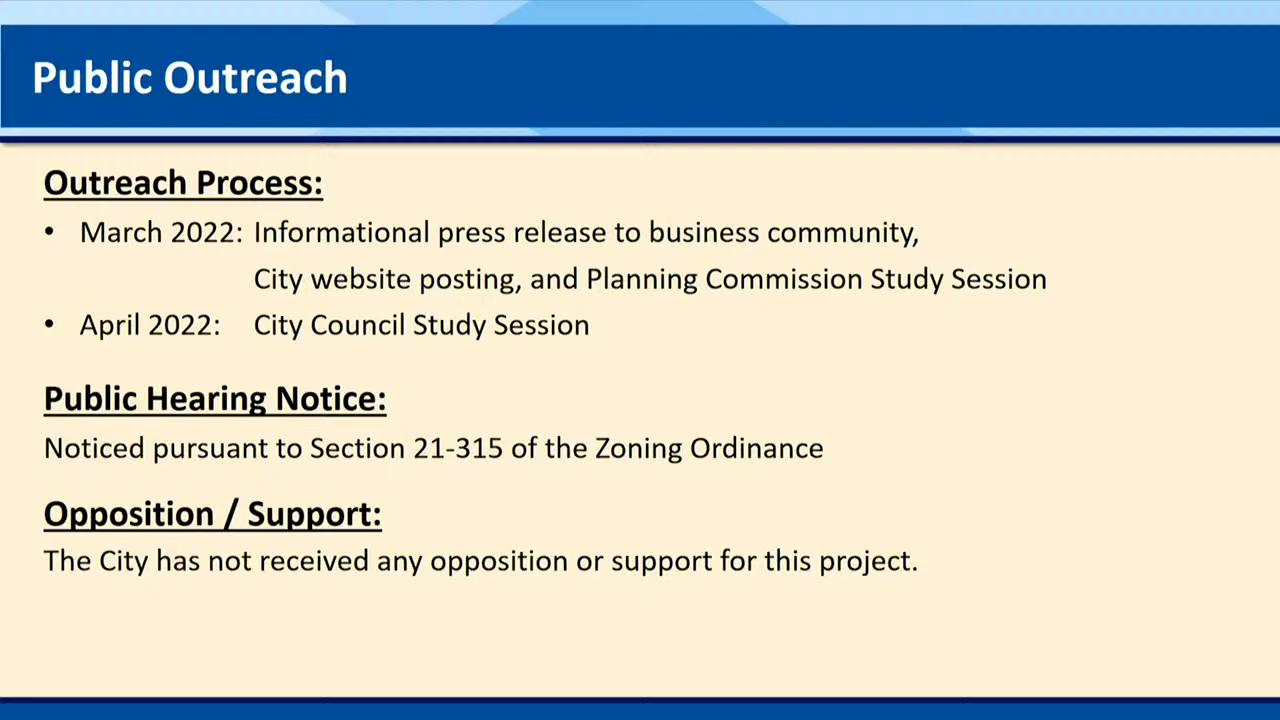 Public Outreach
Outreach Process:
• March 2022: Informational press release to business community,
City website posting, and Planning Commission Study Session
• April 2022: City Council Study Session
Public Hearing Notice:
Noticed pursuant to Section 21-315 of the Zoning Ordinance
Opposition / Support:
The City has not received any opposition or support for this project.